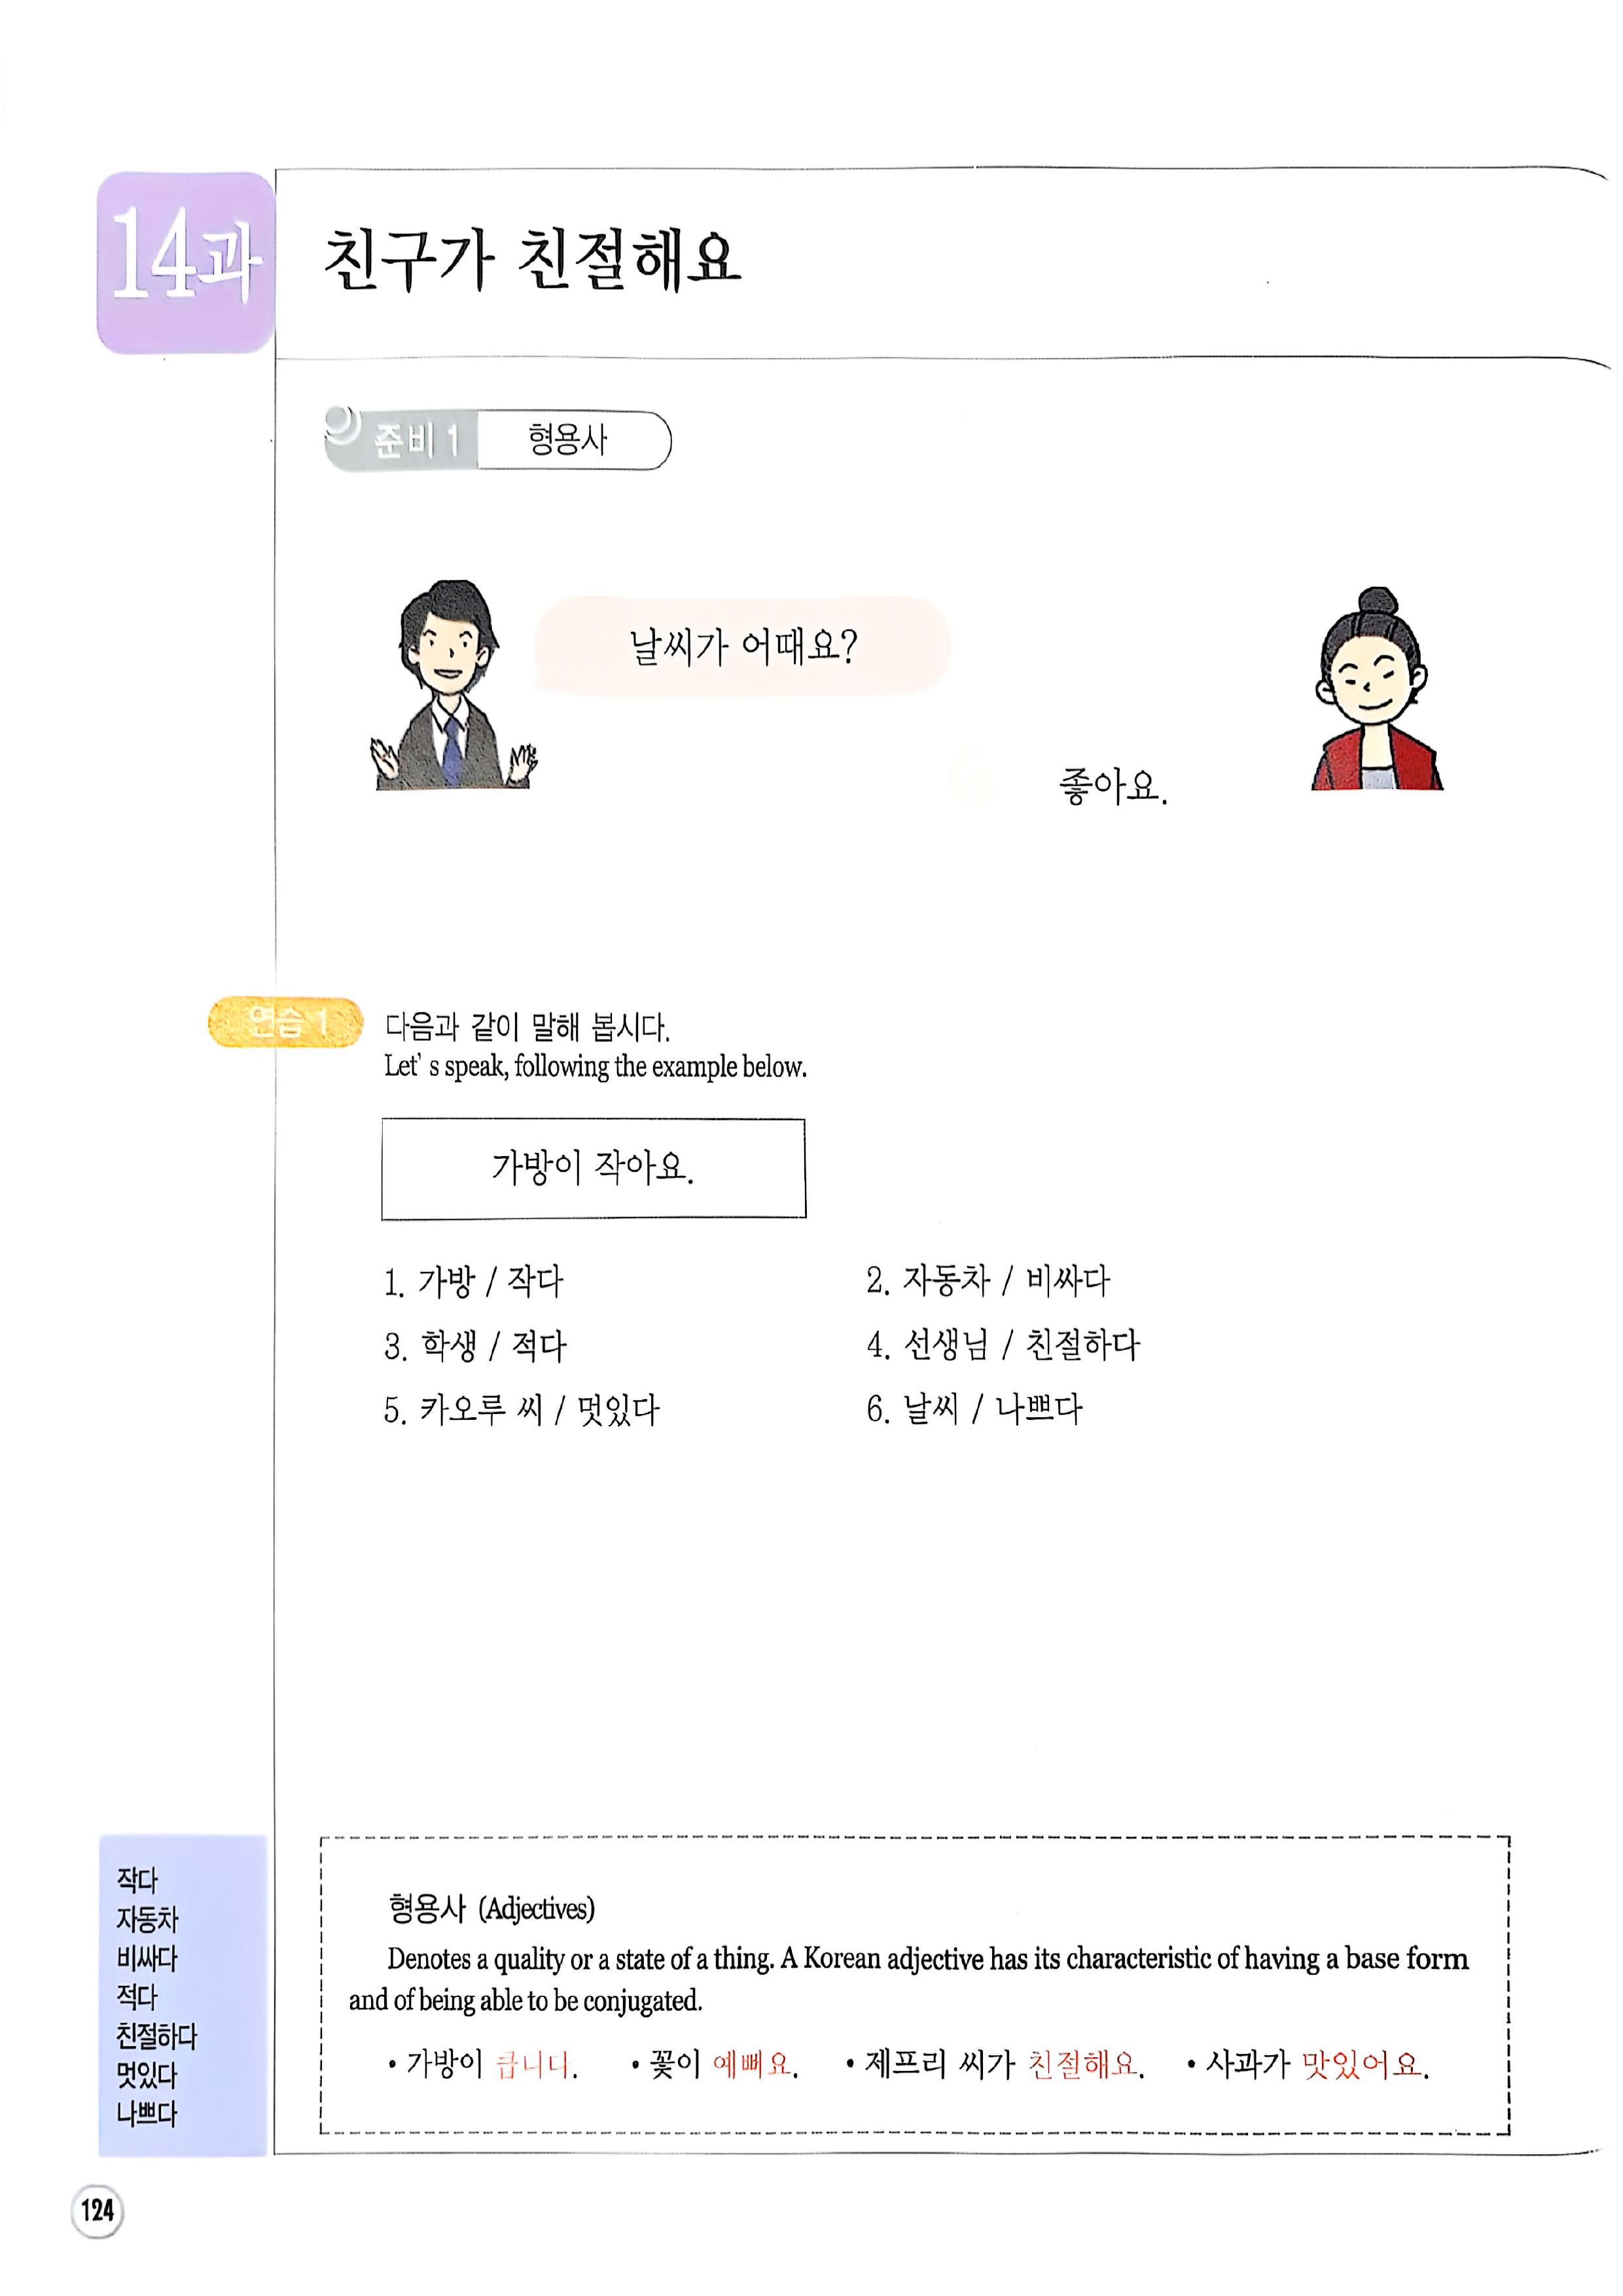 14과
친구가 친절해요
준비 1 형용사
날씨가 어때요?
좋아요.
연습 1
다음과 같이 말해 봅시다.
Let' s speak, following the example below.
가방이 작아요.
1. 가방 / 작다 2. 자동차 / 비싸다
3. 학생 / 적다 4. 선생님 / 친절하다
5. 카오루 씨 / 멋있다 6. 날씨 / 나쁘다
작다
자동차
비싸다
적다
친절하다
멋있다
나쁘다
형용사 (Adjectives)
Denotes a quality or a state of a thing. A Korean adjective has its characteristic of having a base form
and of being able to be conjugated.
• 가방이 큽니다. • 꽃이 예뻐요. • 제프리 씨가 친절해요. • 사과가 맛있어요.
124